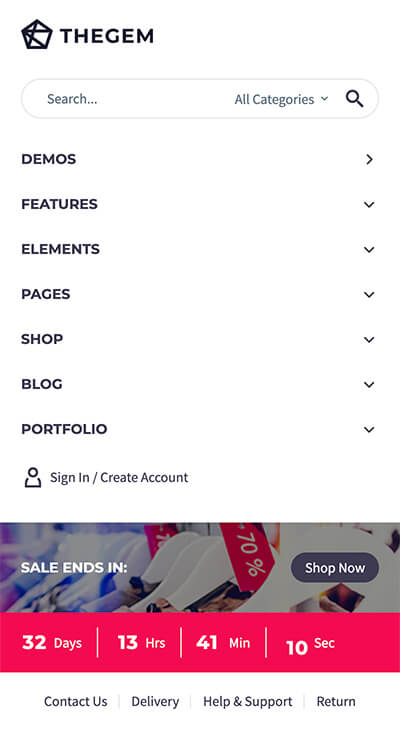 THEGEM
Search... All Categories
DEMOS
FEATURES
ELEMENTS
PAGES
SHOP
BLOG
PORTFOLIO
Sign In / Create Account
-70%
-70%
SALE ENDS IN: Shop Now
32 Days 13 Hrs 41 Min 10 Sec
Contact Us Delivery Help & Support Return